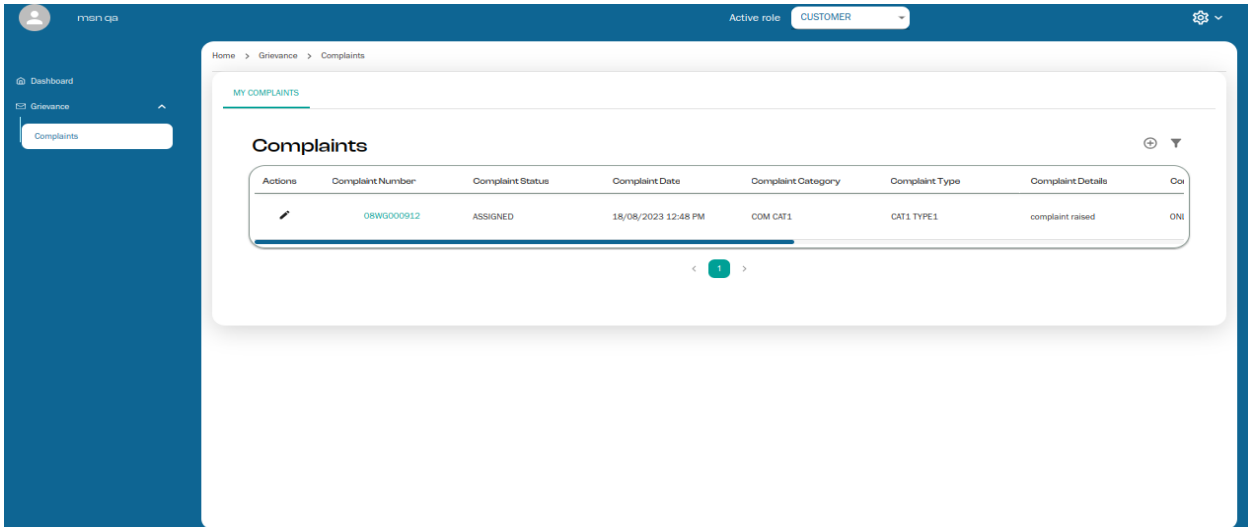 msn qa
Active role CUSTOMER
Home > Grievance > Complaints
Dashboard
Grievance
Complaints
MY COMPLAINTS
Complaints
Actions Complaint Number Complaint Status Complaint Date Complaint Category Complaint Type Complaint Details
08WG000912 ASSIGNED 18/08/2023 12:48 PM COM CAT1 CAT1 TYPE1 complaint raised
< 1 >